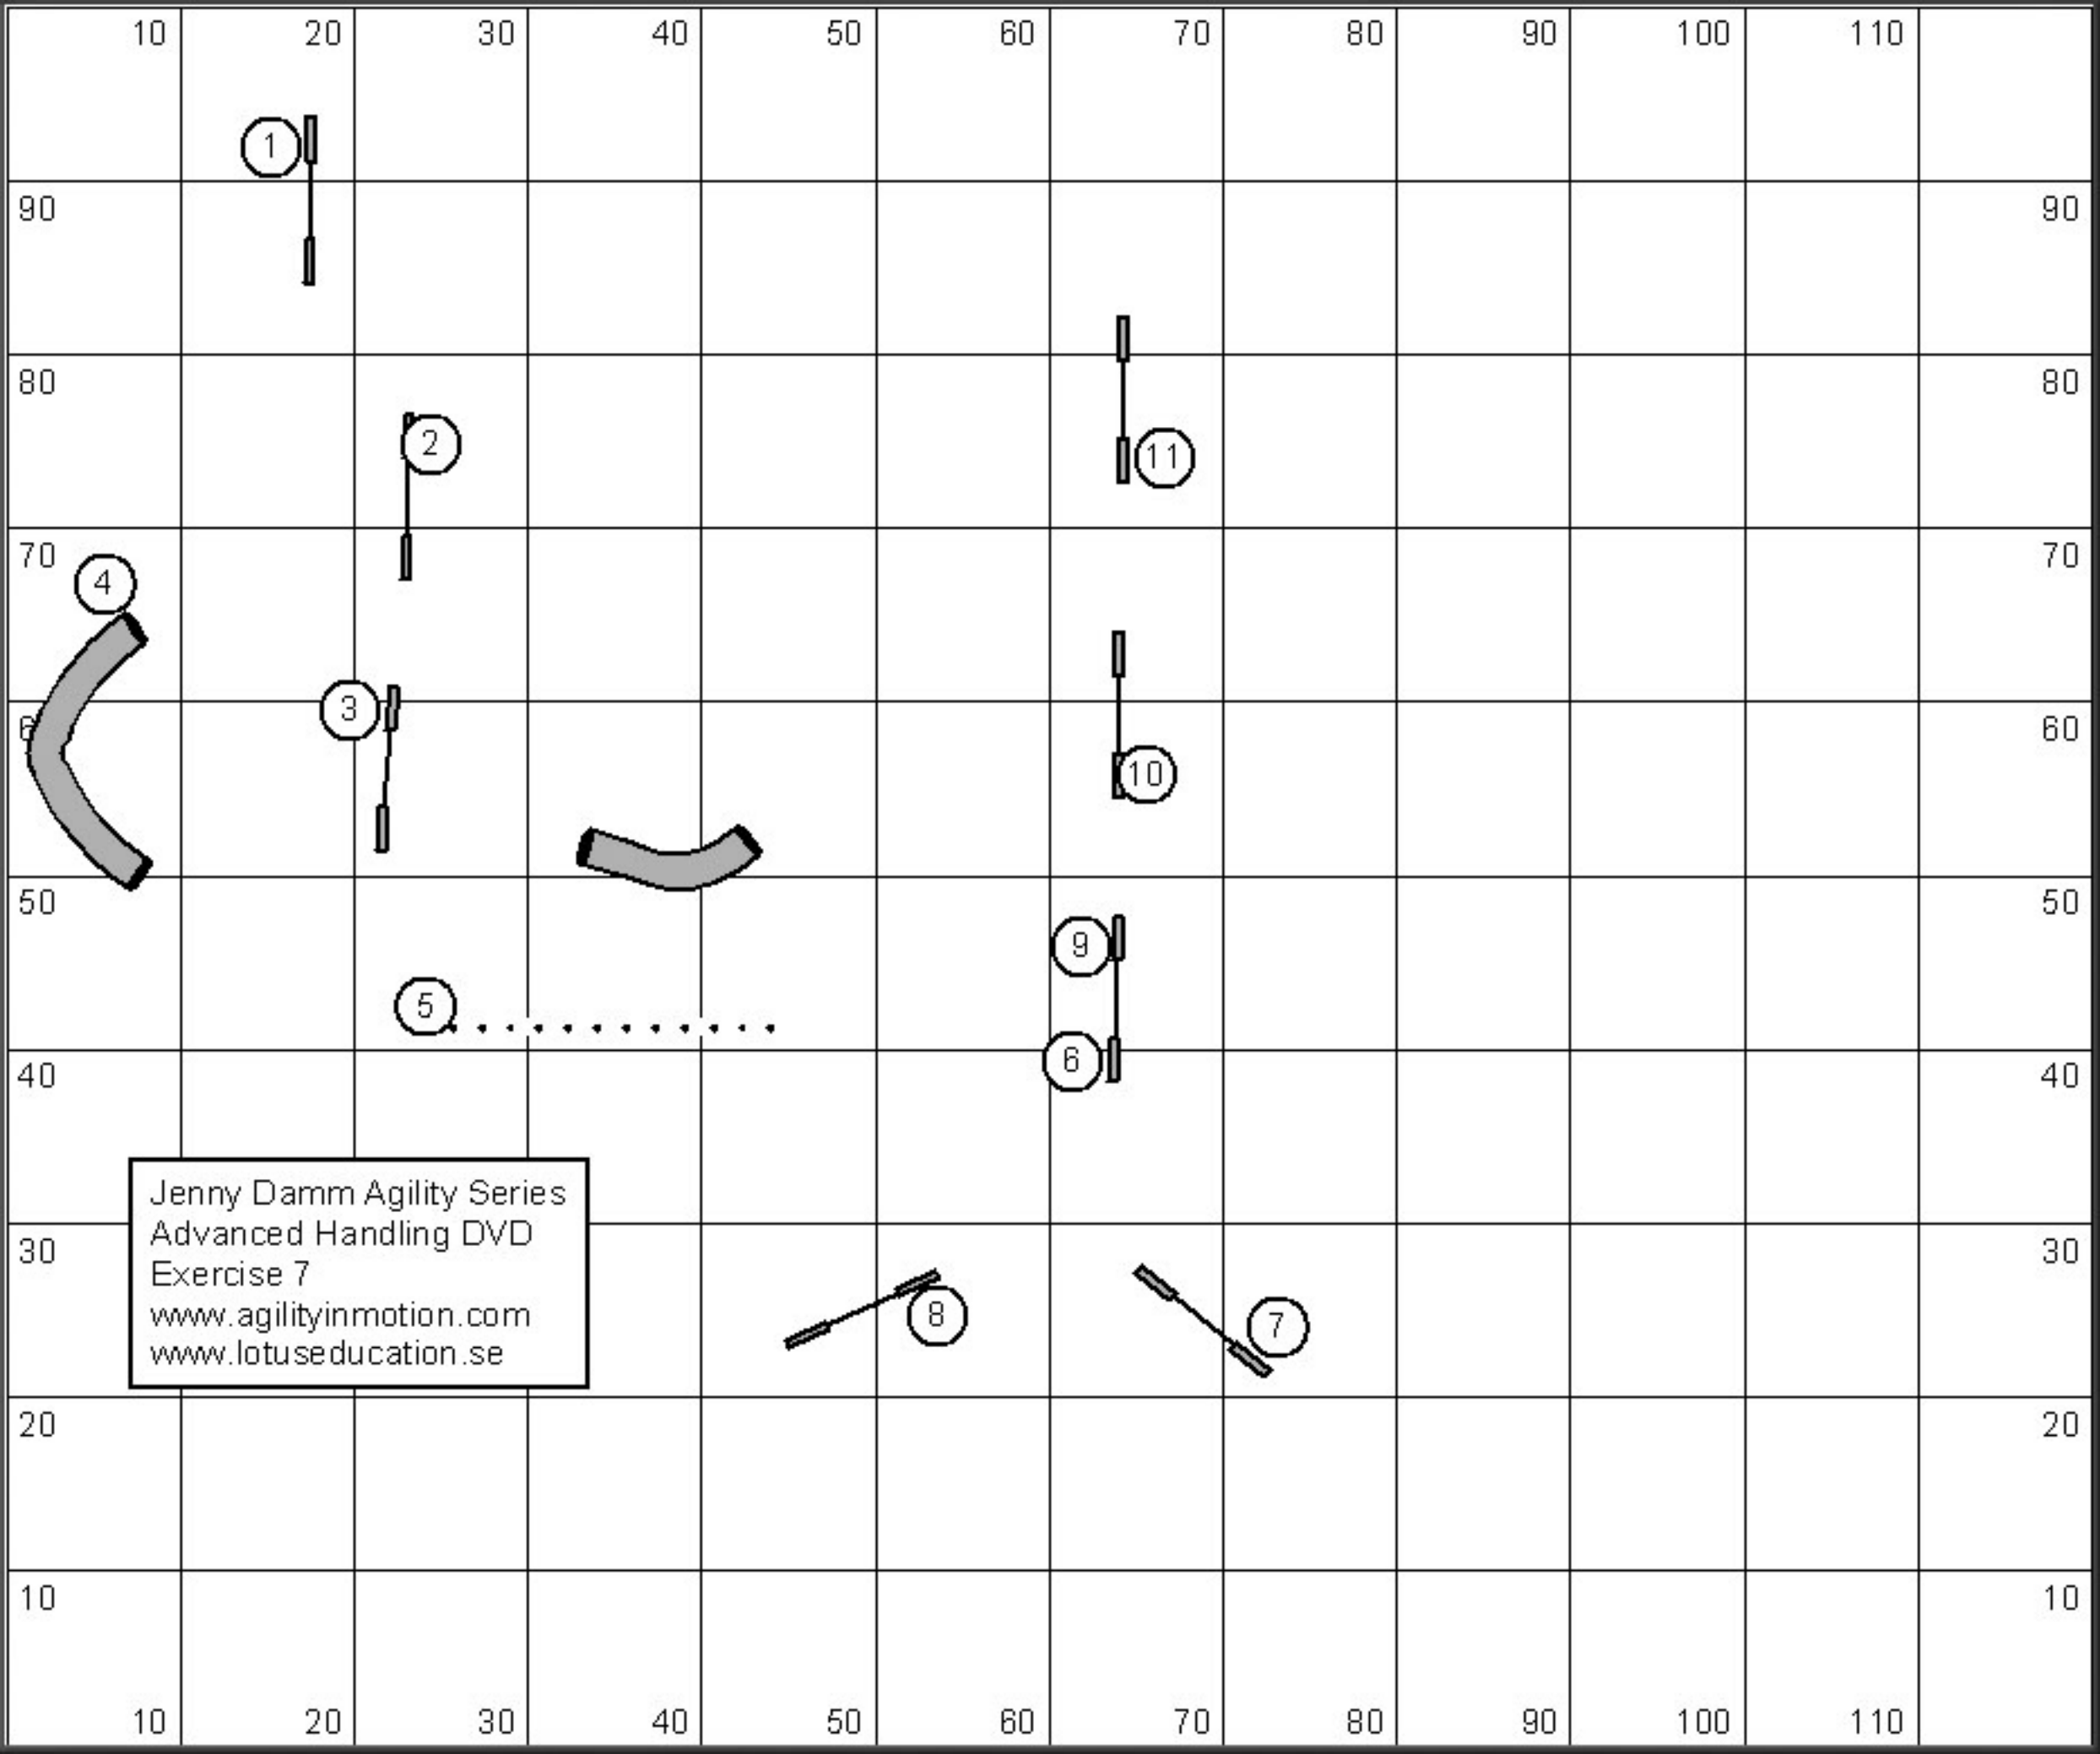 10 20 30 40 50 60 70 80 90 100 110
1
90 90
80 80
2
11
70 70
4
3
6 60
10
50 50
9
5
6
40 40
Jenny Damm Agility Series
Advanced Handling DVD
Exercise 7
www.agilityinmotion.com
www.lotuseducation.se
30 30
8
7
20 20
10 10
10 20 30 40 50 60 70 80 90 100 110